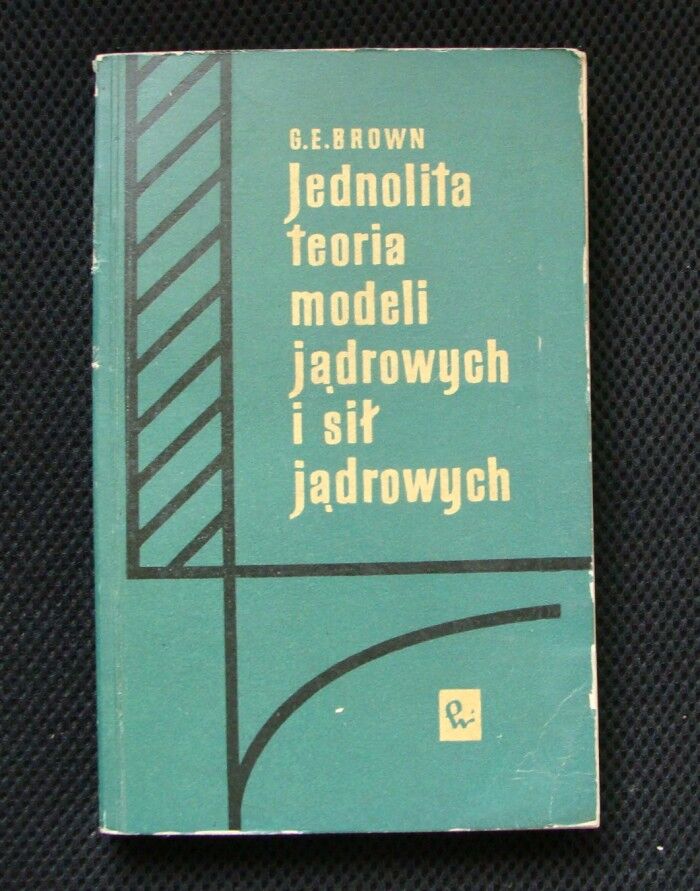 G.E.BROWN
Jednolita
teoria
modeli
jądrowych
i sił
jądrowych